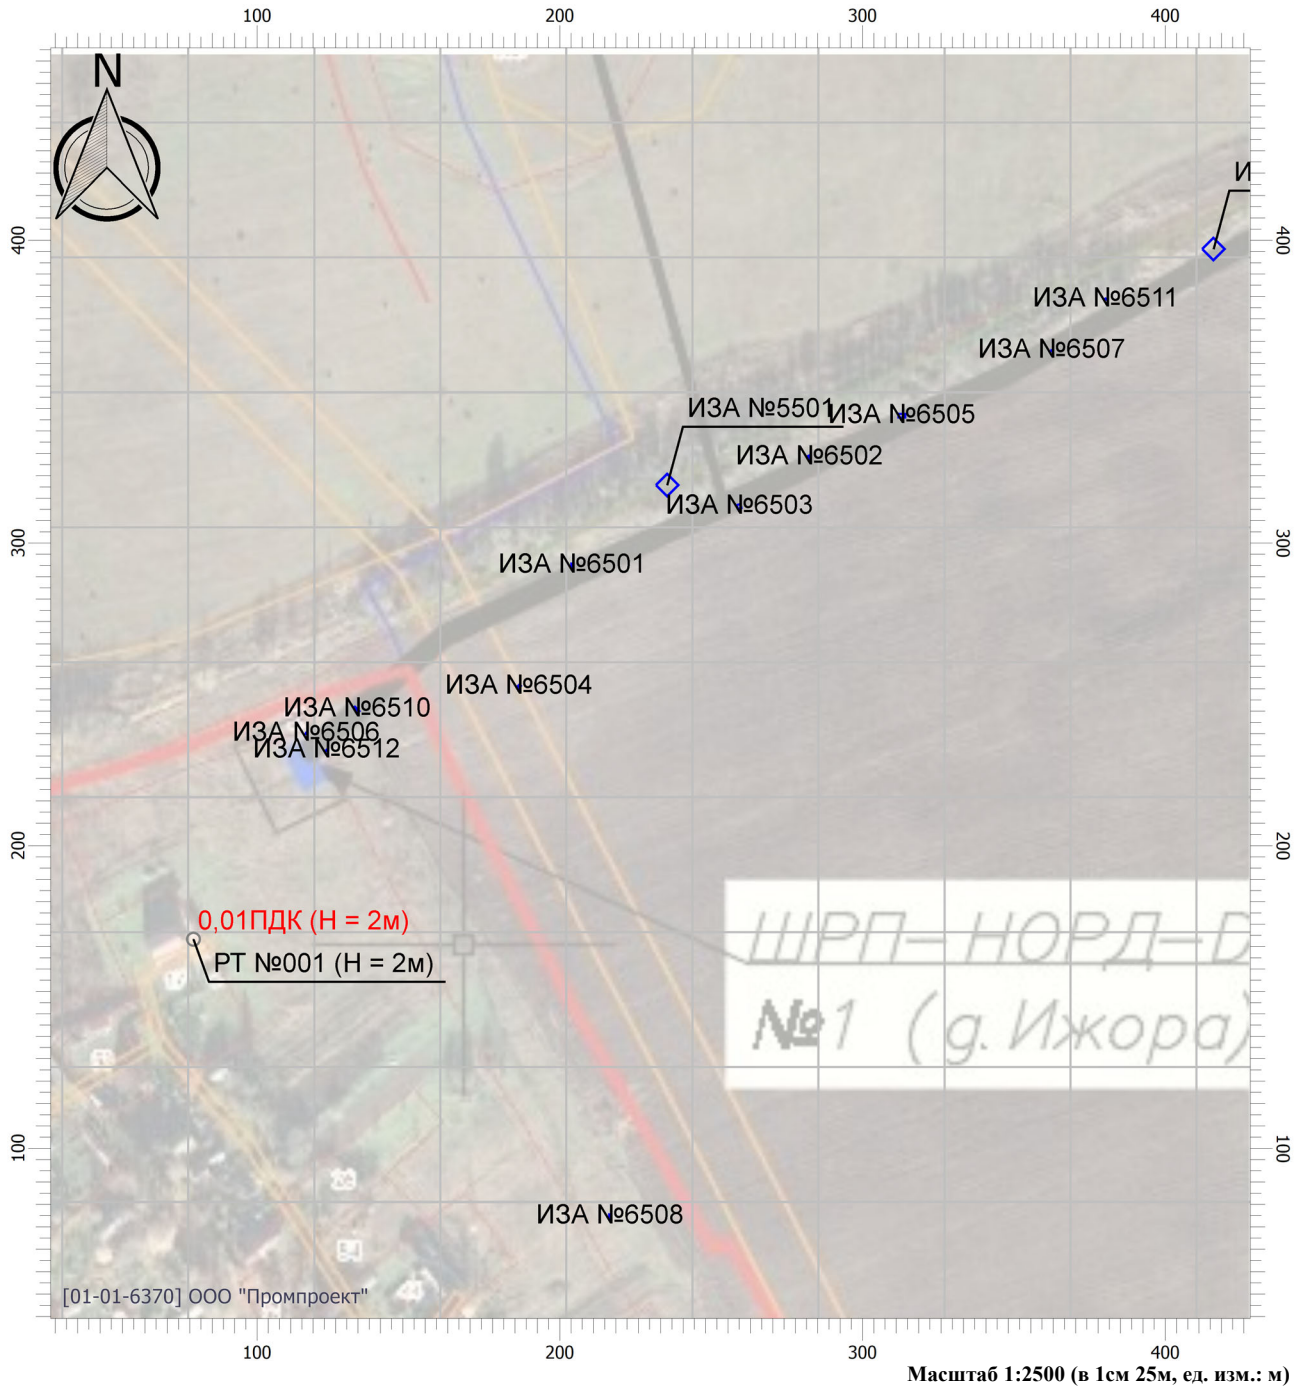 100 200 300 400
N
И
400 400
ИЗА №6511
ИЗА №6507
ИЗА №5501
ИЗА №6505
ИЗА №6502
ИЗА №6503
300 300
ИЗА №6501
ИЗА №6504
ИЗА №6510
ИЗА №6506
ИЗА №6512
200 200
0,01ПДК (H = 2м)
РТ №001 (H = 2м)
ШРП– НОРД–D
№1 (д. Ижора)
100 100
ИЗА №6508
[01-01-6370] ООО "Промпроект"
100 200 300 400
Масштаб 1:2500 (в 1см 25м, ед. изм.: м)